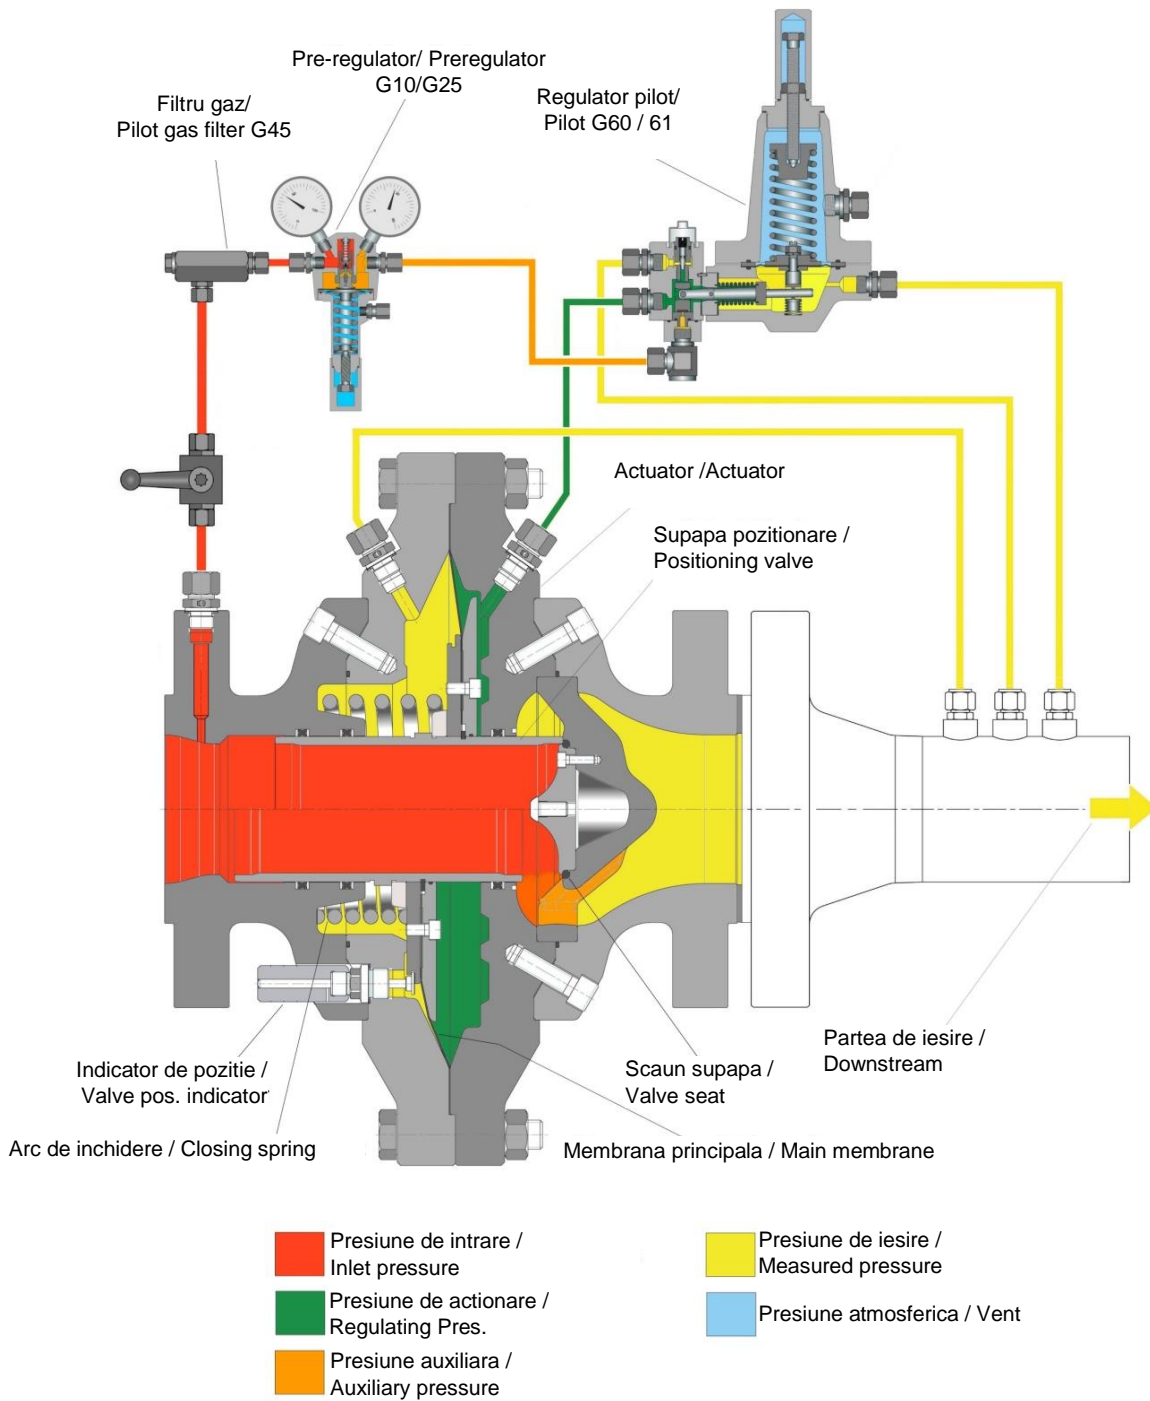 Pre-regulator/ Preregulator
G10/G25
Filtru gaz/
Pilot gas filter G45
Regulator pilot/
Pilot G60 / 61
Actuator /Actuator
Supapa pozitionare /
Positioning valve
Partea de iesire /
Downstream
Indicator de pozitie /
Valve pos. indicator
Scaun supapa /
Valve seat
Arc de inchidere / Closing spring
Membrana principala / Main membrane
Presiune de intrare /
Inlet pressure
Presiune de actionare /
Regulating Pres.
Presiune auxiliara /
Auxiliary pressure
Presiune de iesire /
Measured pressure
Presiune atmosferica / Vent